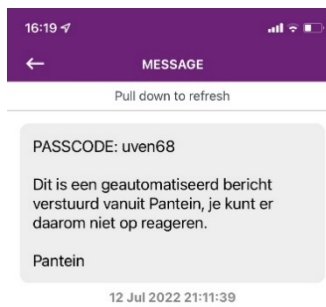 16:19
MESSAGE
Pull down to refresh
PASSCODE: uven68
Dit is een geautomatiseerd bericht
verstuurd vanuit Pantein, je kunt er
daarom niet op reageren.
Pantein
12 Jul 2022 21:11:39